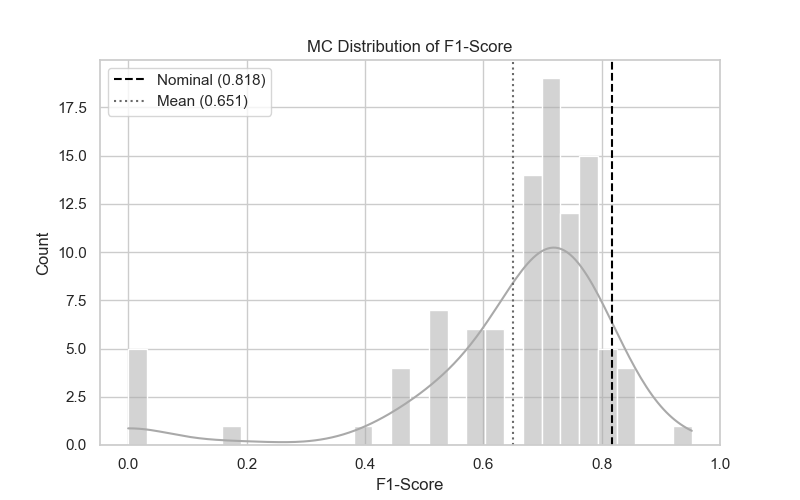 MC Distribution of F1-Score
Nominal (0.818)
Mean (0.651)
17.5
15.0
12.5
10.0
7.5
5.0
2.5
0.0
Count
0.0 0.2 0.4 0.6 0.8 1.0
F1-Score